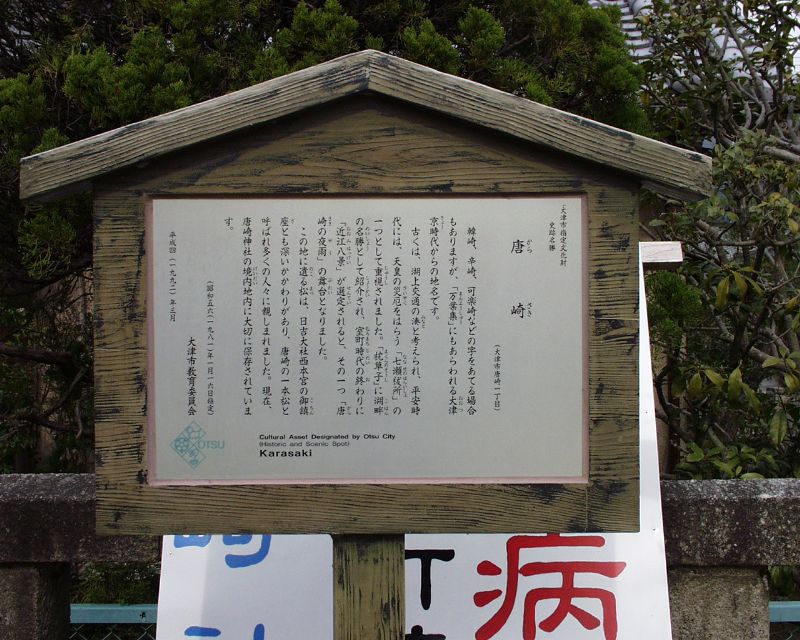 大津市指定文化財
史跡名勝
唐崎
から さき
(大津市唐崎一丁目)
韓崎、辛崎、可楽崎などの字をあてる場合
もありますが、「万葉集」にもあらわれる大津
京時代からの地名です。
古くは、湖上交通の湊と考えられ、平安時
代には、天皇の災厄をはらう「七瀬祓所」の
一つとして重視されました。「枕草子」に湖畔
の名勝として紹介され、室町時代の終わりに
「近江八景」が選定されると、その一つ「唐
崎の夜雨」の舞台となりました。
この地に遺る松は、日吉大社西本宮の御鎮
座とも深いかかわりがあり、唐崎の一本松と
呼ばれ多くの人々に親しまれました。現在、
唐崎神社の境内地内に大切に保存されていま
す。
(昭和五六(一九八一)年一月一六日指定)
平成四(一九九二)年三月
大津市教育委員会
OTSU
Cultural Asset Designated by Otsu City
(Historic and Scenic Spot)
Karasaki
崎
病